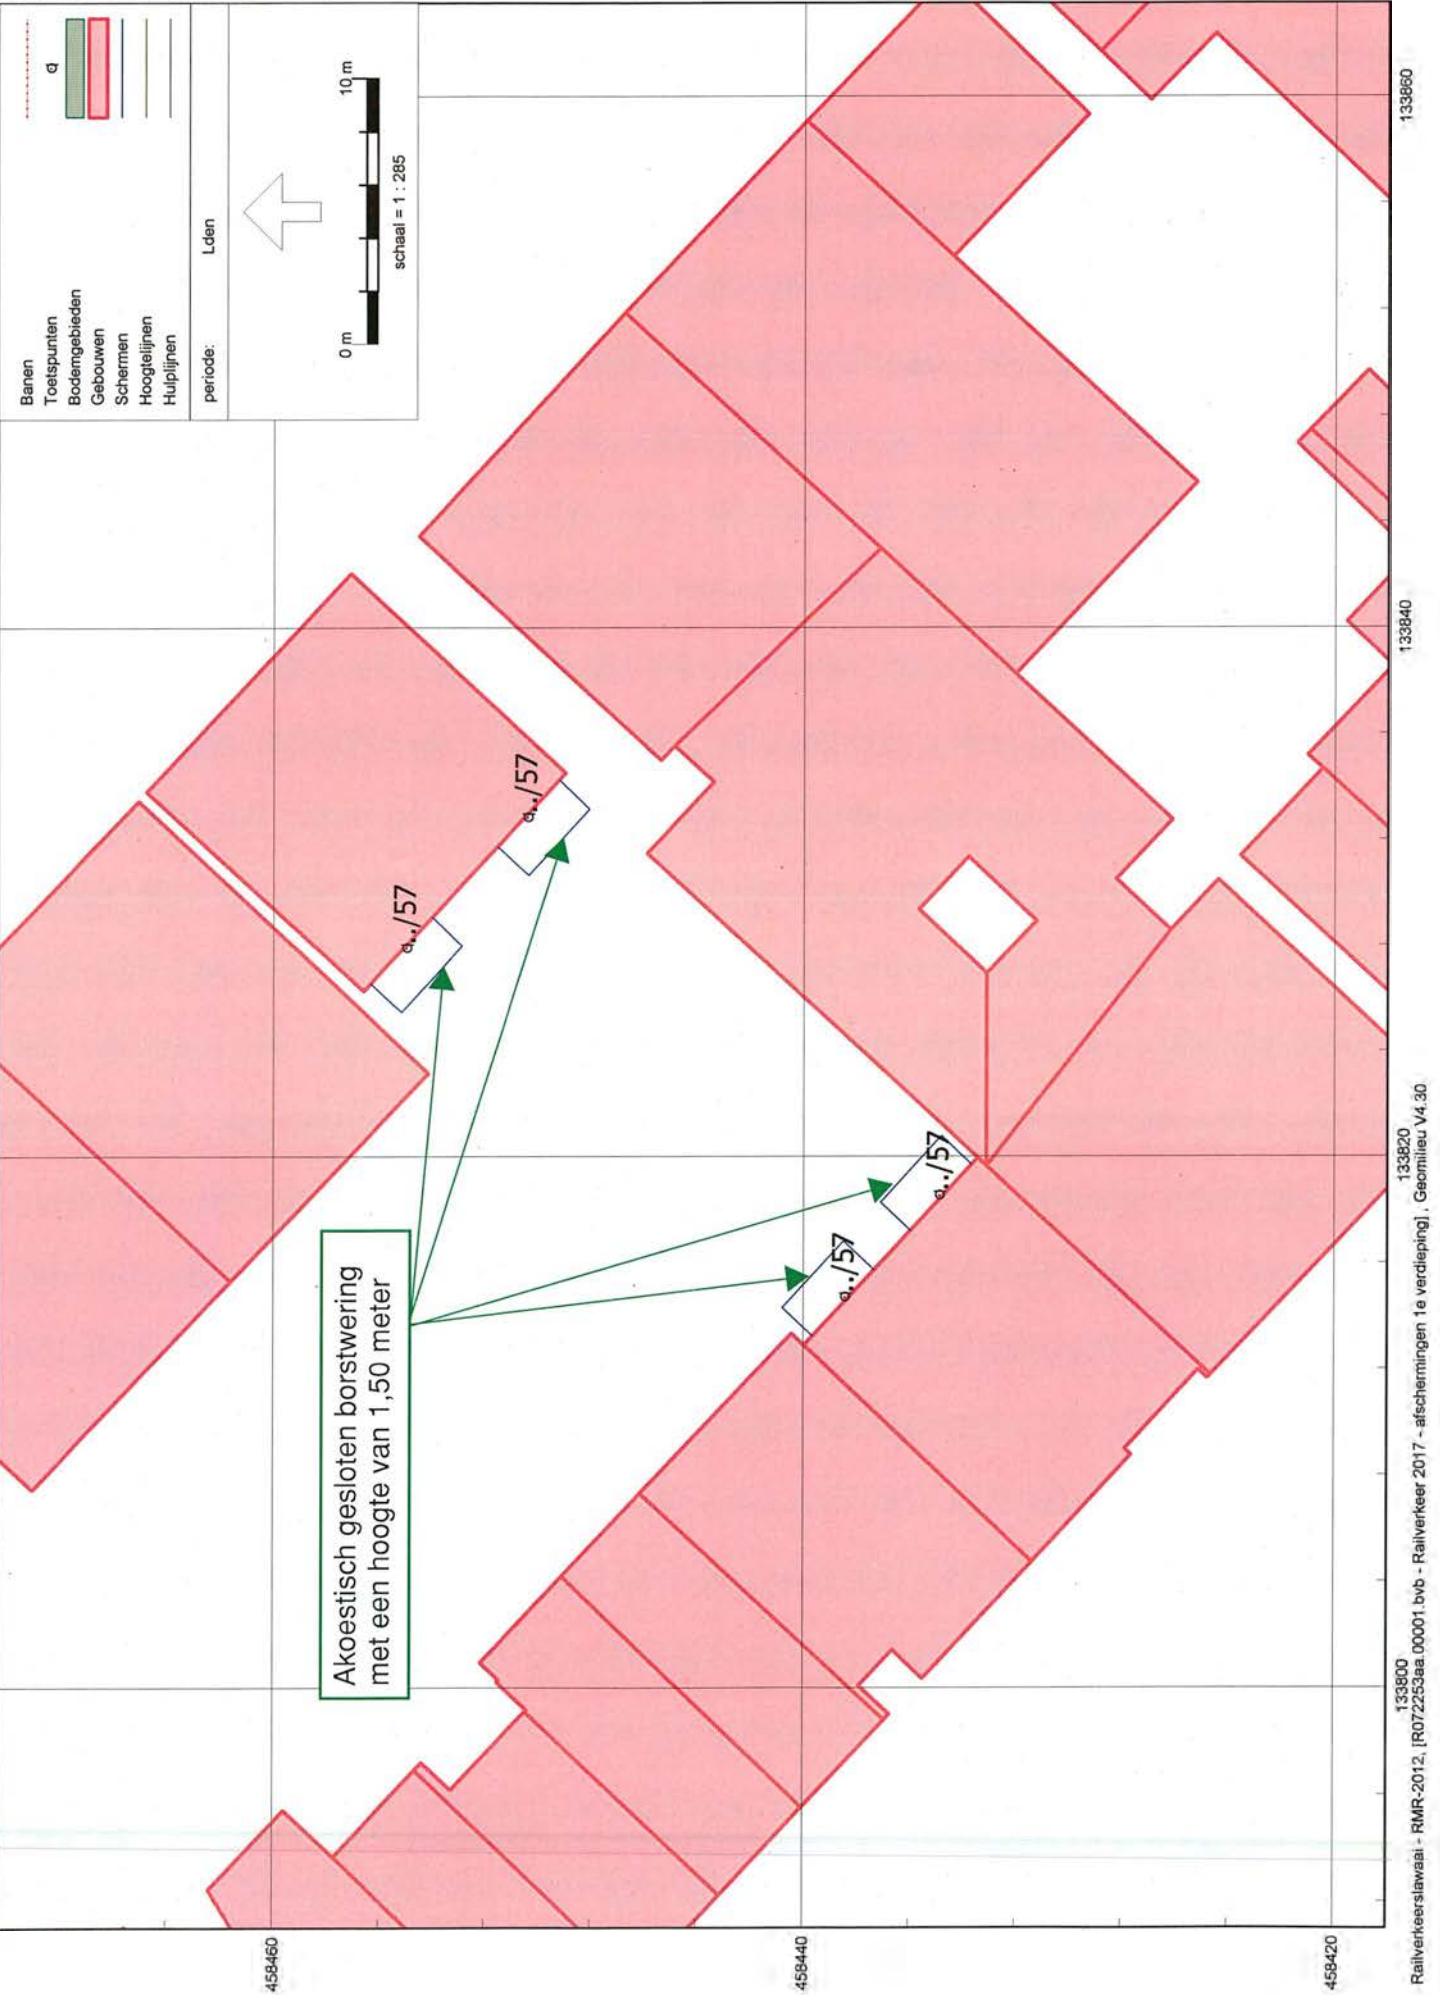 Banen
Toetspunten
Bodemgebieden
Gebouwen
Schermen
Hoogtelijnen
Hulplijnen
periode: Lden
0 m 10 m
schaal = 1 : 285
../57
../57
../57
../57
Akoestisch gesloten borstwering
met een hoogte van 1,50 meter
458460
458440
458420
133800
133820
133840
133860
Railverkeerslawaai - RMR-2012, [R072253aa.00001.bvb - Railverkeer 2017 - afschermingen 1e verdieping] , Geomilieu V4.30